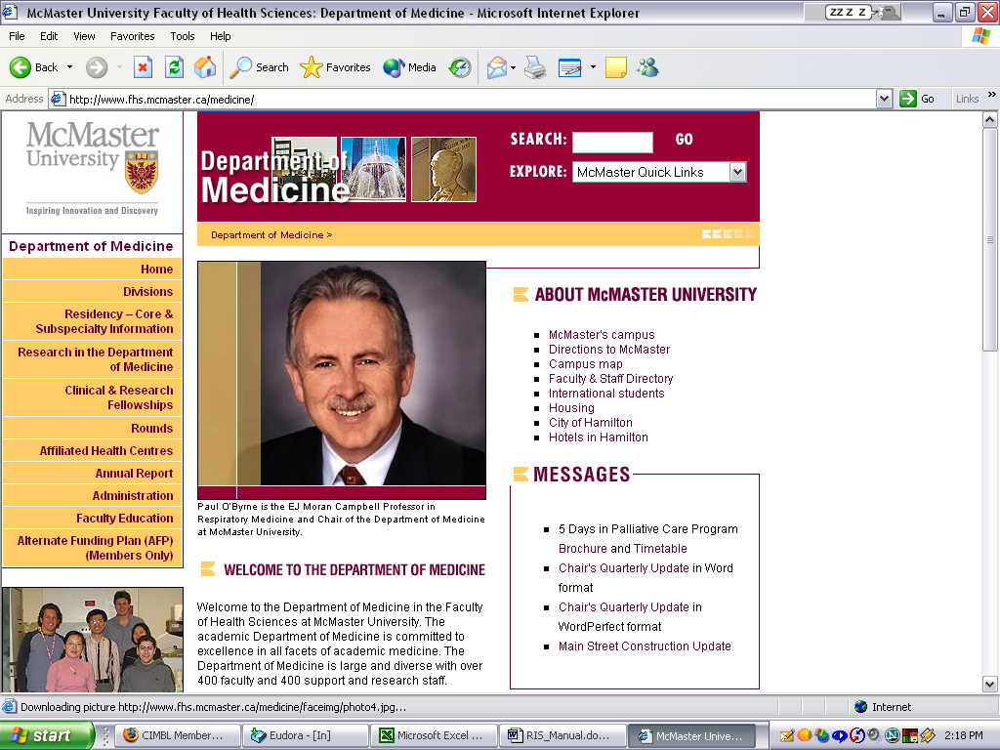 McMaster University Faculty of Health Sciences: Department of Medicine - Microsoft Internet Explorer
ZZ Z Z
File Edit View Favorites Tools Help
Back Search Favorites Media
Address http://www.fhs.mcmaster.ca/medicine/ Go Links »
McMaster
University
Inspiring Innovation and Discovery
Department of
Medicine
SEARCH: GO
EXPLORE: McMaster Quick Links
Department of Medicine >
Department of Medicine
Home
Divisions
Residency – Core &
Subspecialty Information
Research in the Department
of Medicine
Clinical & Research
Fellowships
Rounds
Affiliated Health Centres
Annual Report
Administration
Faculty Education
Alternate Funding Plan (AFP)
(Members Only)
Paul O'Byrne is the EJ Moran Campbell Professor in
Respiratory Medicine and Chair of the Department of Medicine
at McMaster University.
WELCOME TO THE DEPARTMENT OF MEDICINE
Welcome to the Department of Medicine in the Faculty
of Health Sciences at McMaster University. The
academic Department of Medicine is committed to
excellence in all facets of academic medicine. The
Department of Medicine is large and diverse with over
400 faculty and 400 support and research staff.
ABOUT McMASTER UNIVERSITY
McMaster's campus
Directions to McMaster
Campus map
Faculty & Staff Directory
International students
Housing
City of Hamilton
Hotels in Hamilton
MESSAGES
5 Days in Palliative Care Program
Brochure and Timetable
Chair's Quarterly Update in Word
format
Chair's Quarterly Update in
WordPerfect format
Main Street Construction Update
Downloading picture http://www.fhs.mcmaster.ca/medicine/faceimg/photo4.jpg... Internet
start CIMBL Member... Eudora - [In] Microsoft Excel ... RIS_Manual.do... McMaster Unive... 2:18 PM